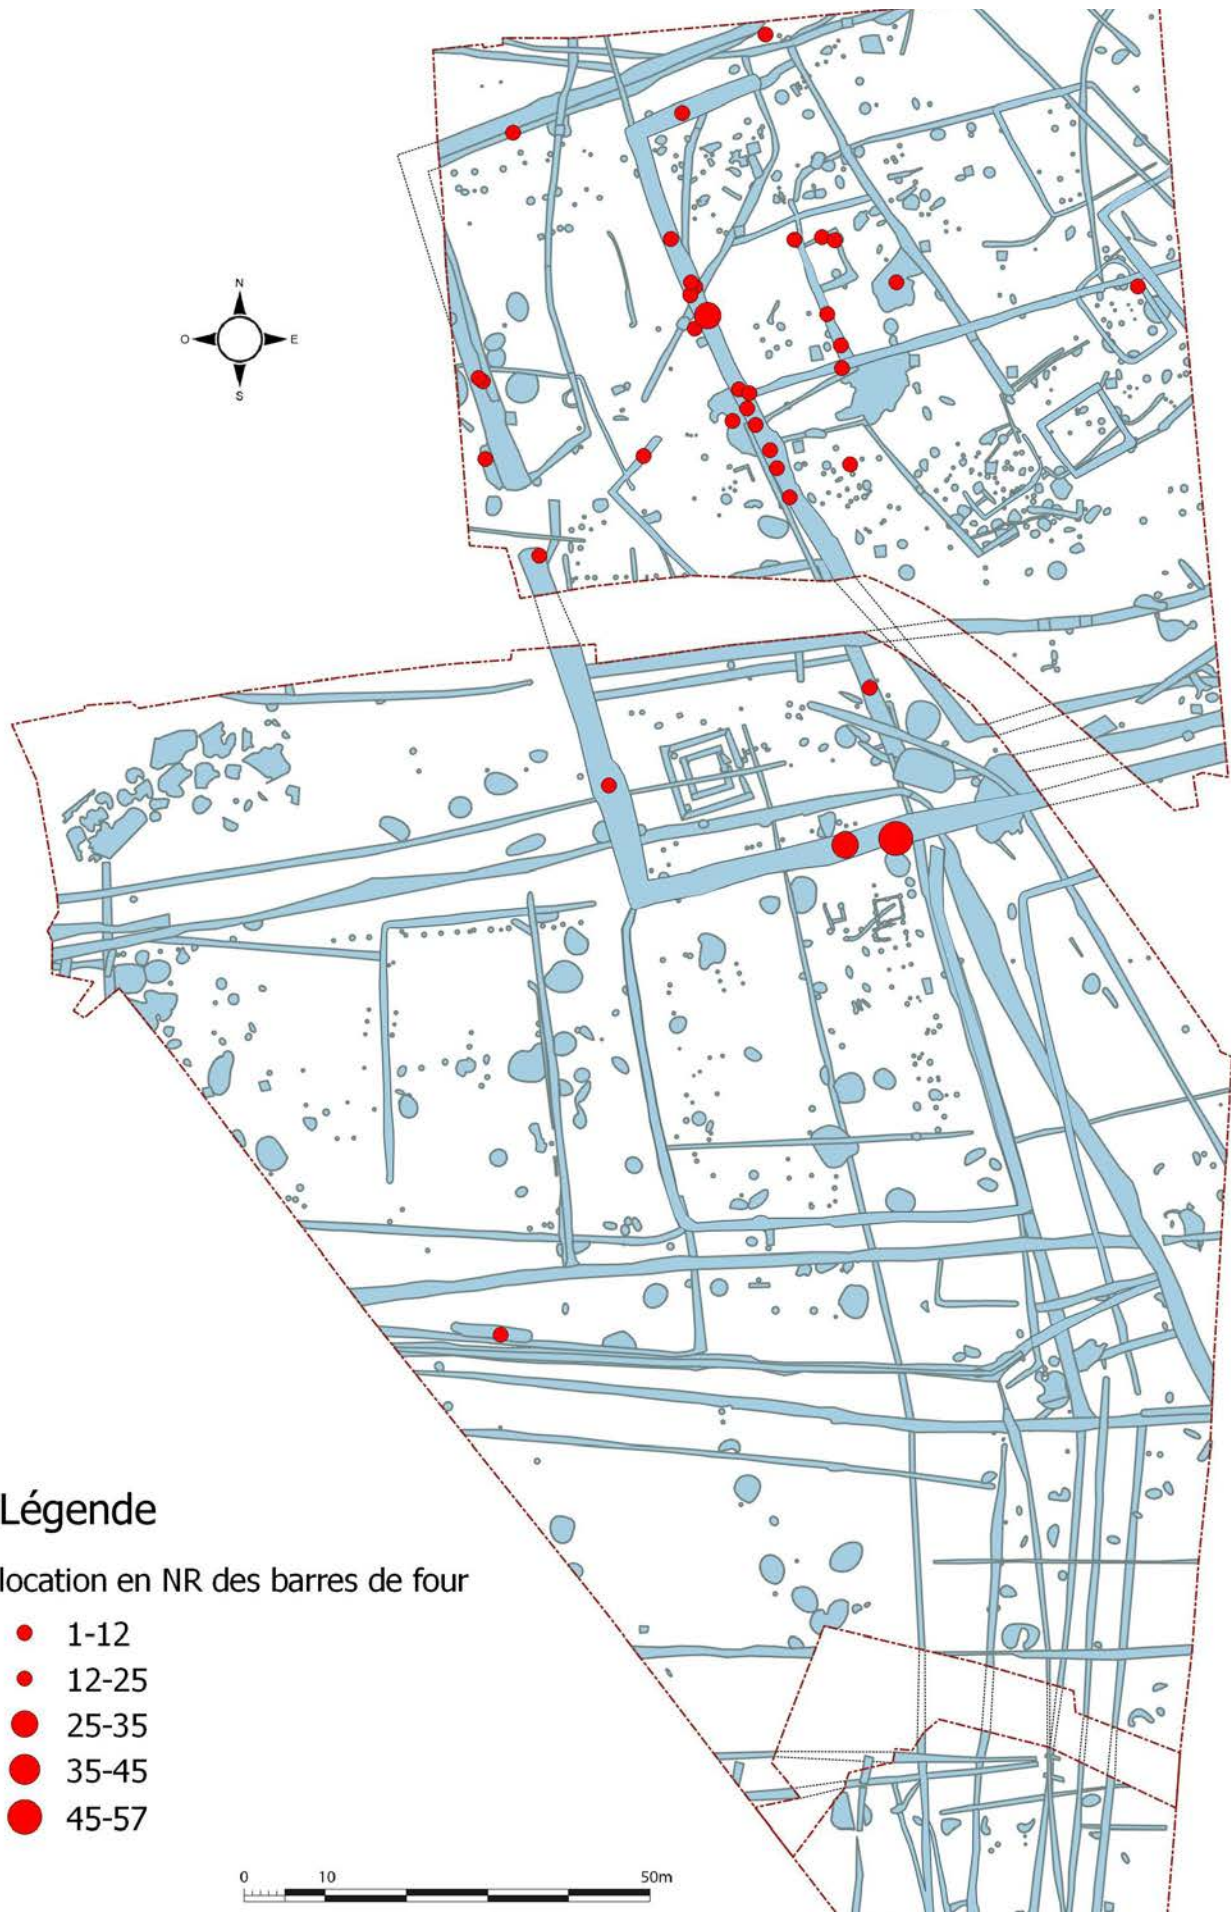 N
O
E
S
Légende
location en NR des barres de four
1-12
12-25
25-35
35-45
45-57
0 10 50m